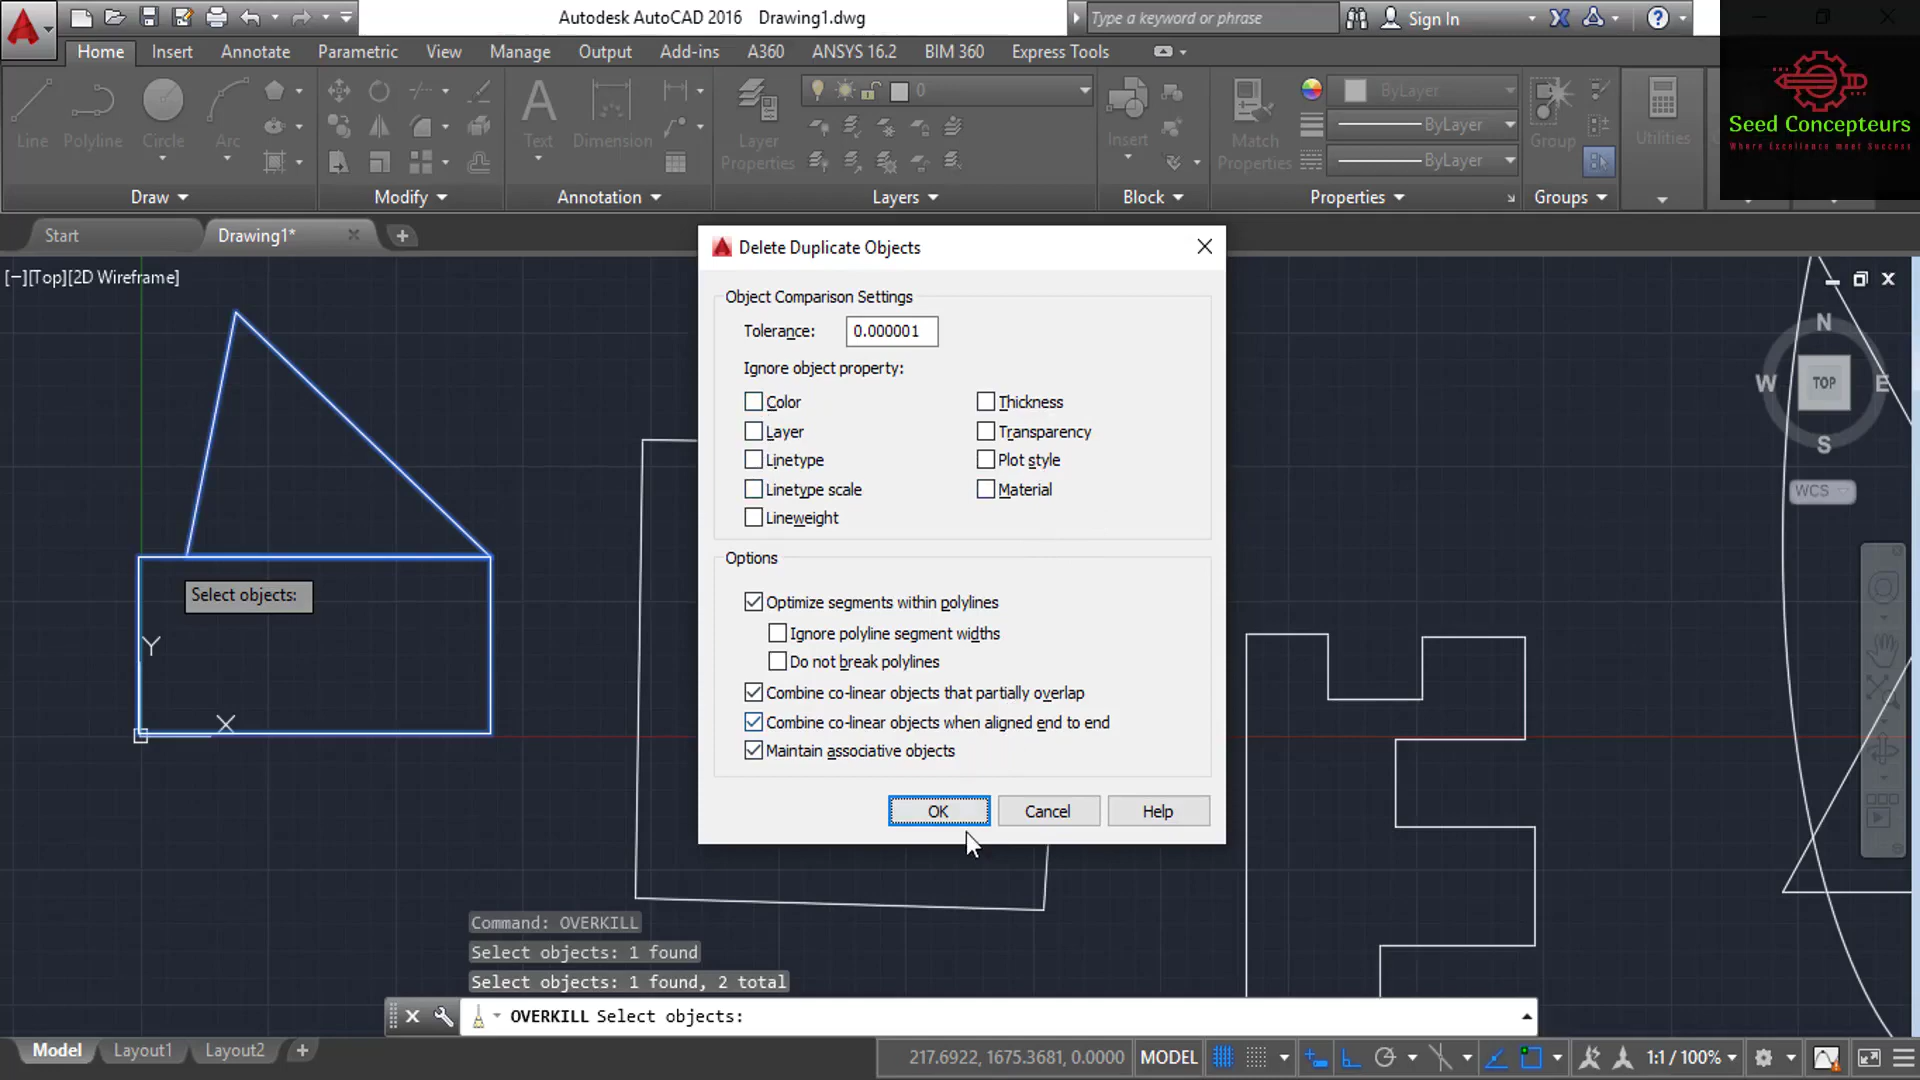 Autodesk AutoCAD 2016 Drawing1.dwg
Type a keyword or phrase
Sign In
Home Insert Annotate Parametric View Manage Output Add-ins A360 ANSYS 16.2 BIM 360 Express Tools
Line Polyline Circle Arc
Text Dimension
Layer Properties
0
Insert
Match Properties
ByLayer
ByLayer
ByLayer
Group
Utilities
Draw Modify Annotation Layers Block Properties Groups
Seed Concepteurs
Where Excellence meet Success
Start Drawing1*
[−][Top][2D Wireframe]
Delete Duplicate Objects
Object Comparison Settings
Tolerance: 0.000001
Ignore object property:
Color Thickness
Layer Transparency
Linetype Plot style
Linetype scale Material
Lineweight
Options
Optimize segments within polylines
Ignore polyline segment widths
Do not break polylines
Combine co-linear objects that partially overlap
Combine co-linear objects when aligned end to end
Maintain associative objects
OK Cancel Help
Select objects:
Y
X
N
W TOP E
S
WCS
Command: OVERKILL
Select objects: 1 found
Select objects: 1 found, 2 total
OVERKILL Select objects:
Model Layout1 Layout2
217.6922, 1675.3681, 0.0000 MODEL 1:1 / 100%